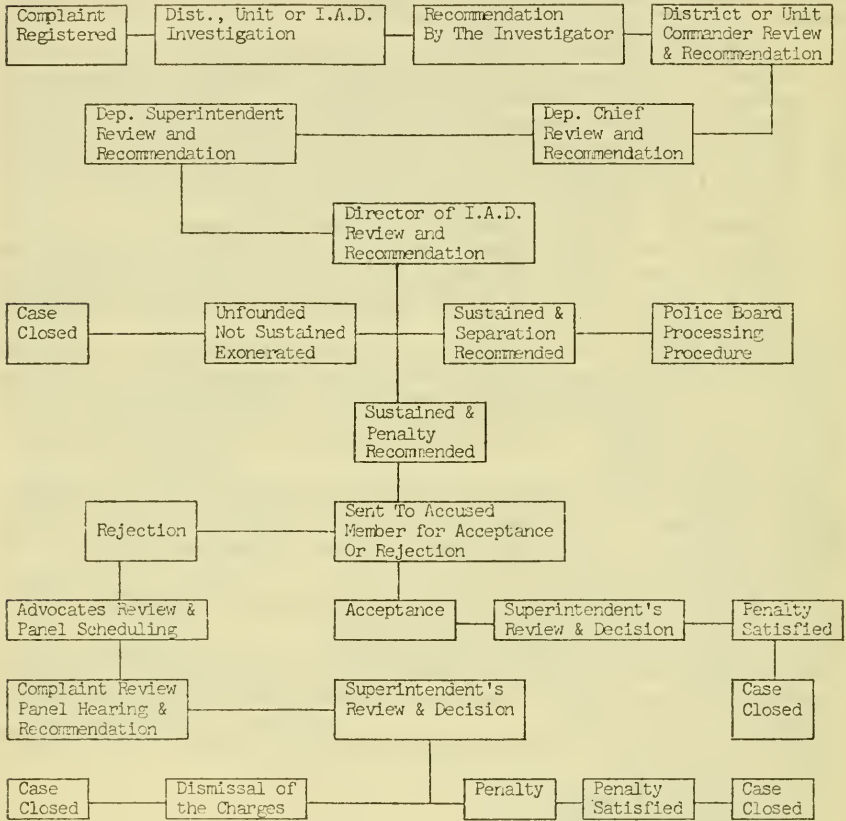 Complaint
Registered
Dist., Unit or I.A.D.
Investigation
Recommendation
By The Investigator
District or Unit
Commander Review
& Recommendation
Dep. Superintendent
Review and
Recommendation
Dep. Chief
Review and
Recommendation
Director of I.A.D.
Review and
Recommendation
Case
Closed
Unfounded
Not Sustained
Exonerated
Sustained &
Separation
Recommended
Police Board
Processing
Procedure
Sustained &
Penalty
Recommended
Rejection
Sent To Accused
Member for Acceptance
Or Rejection
Advocates Review &
Panel Scheduling
Acceptance
Superintendent's
Review & Decision
Penalty
Satisfied
Complaint Review
Panel Hearing &
Recommendation
Superintendent's
Review & Decision
Case
Closed
Case
Closed
Dismissal of
the Charges
Penalty
Penalty
Satisfied
Case
Closed